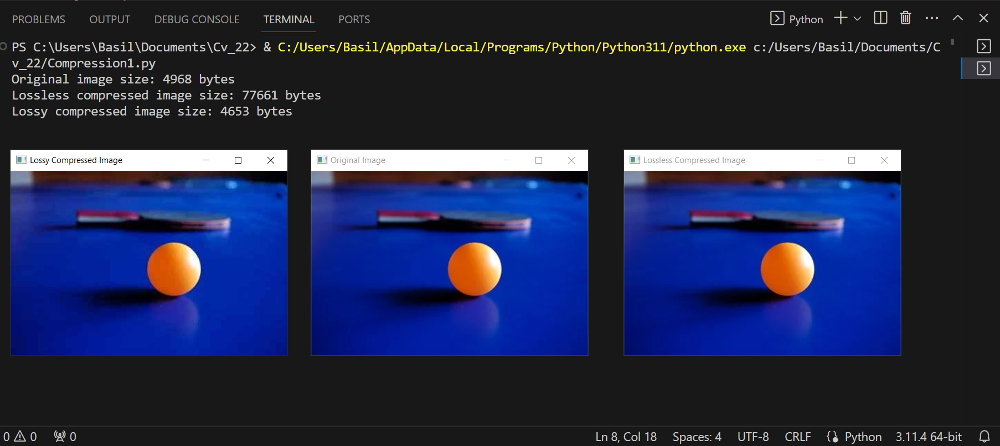 PROBLEMS OUTPUT DEBUG CONSOLE TERMINAL PORTS Python
PS C:\Users\Basil\Documents\Cv_22> & C:/Users/Basil/AppData/Local/Programs/Python/Python311/python.exe c:/Users/Basil/Documents/C
v_22/Compression1.py
Original image size: 4968 bytes
Lossless compressed image size: 77661 bytes
Lossy compressed image size: 4653 bytes
Lossy Compressed Image
Original Image
Lossless Compressed Image
0 0 0 Ln 8, Col 18 Spaces: 4 UTF-8 CRLF Python 3.11.4 64-bit